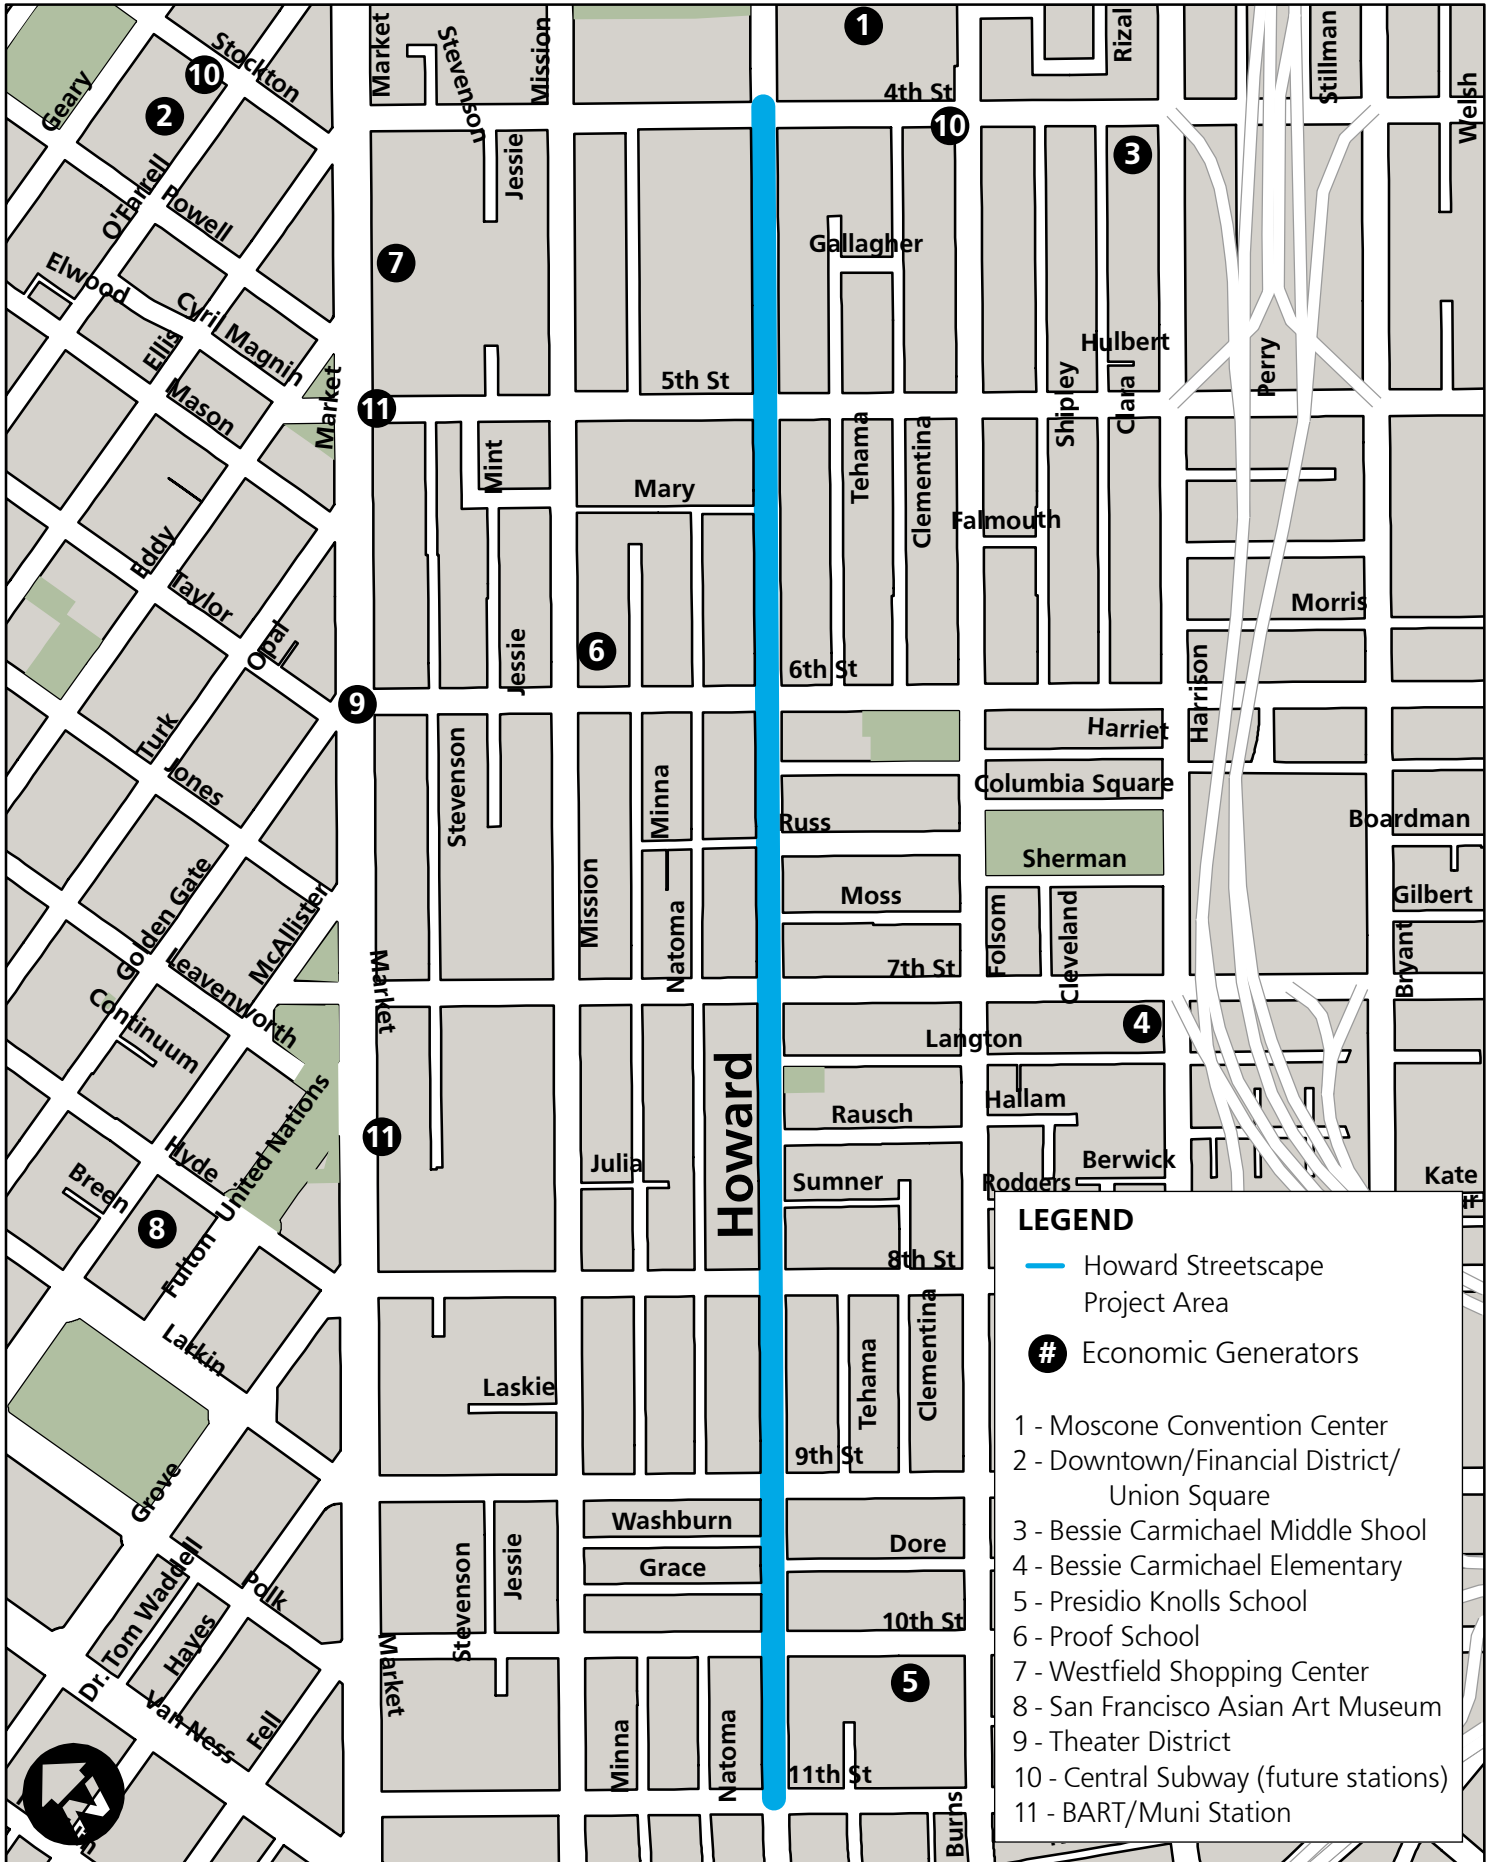 Market
Stevenson
Mission
1
Rizal
Stillman
Welsh
Stockton
10
Geary
2
4th St
10
3
Jessie
O'Farrell
Powell
Gallagher
7
Elwood
Cyril Magnin
Ellis
Hulbert
Perry
Mason
Market
11
5th St
Shipley
Clara
Mint
Mary
Tehama
Clementina
Falmouth
Eddy
Taylor
Opal
Jessie
6
6th St
Morris
Harrison
9
Turk
Jones
Stevenson
Minna
Harriet
Columbia Square
Russ
Boardman
Sherman
Golden Gate
McAllister
Mission
Natoma
Moss
Folsom
Cleveland
Gilbert
Bryant
Leavenworth
Continuum
Market
7th St
4
Langton
Howard
United Nations
Hallam
Rausch
11
Hyde
Breen
Julia
Sumner
Berwick
Rodgers
Kate
8
Fulton
8th St
Larkin
Laskie
Tehama
Clementina
9th St
Grove
Washburn
Dore
Grace
Stevenson
Jessie
Dr. Tom Waddell
Polk
Hayes
10th St
Market
5
Van Ness
Fell
Minna
Natoma
11th St
Burns
LEGEND
Howard Streetscape
Project Area
# Economic Generators
1 - Moscone Convention Center
2 - Downtown/Financial District/
Union Square
3 - Bessie Carmichael Middle Shool
4 - Bessie Carmichael Elementary
5 - Presidio Knolls School
6 - Proof School
7 - Westfield Shopping Center
8 - San Francisco Asian Art Museum
9 - Theater District
10 - Central Subway (future stations)
11 - BART/Muni Station
N